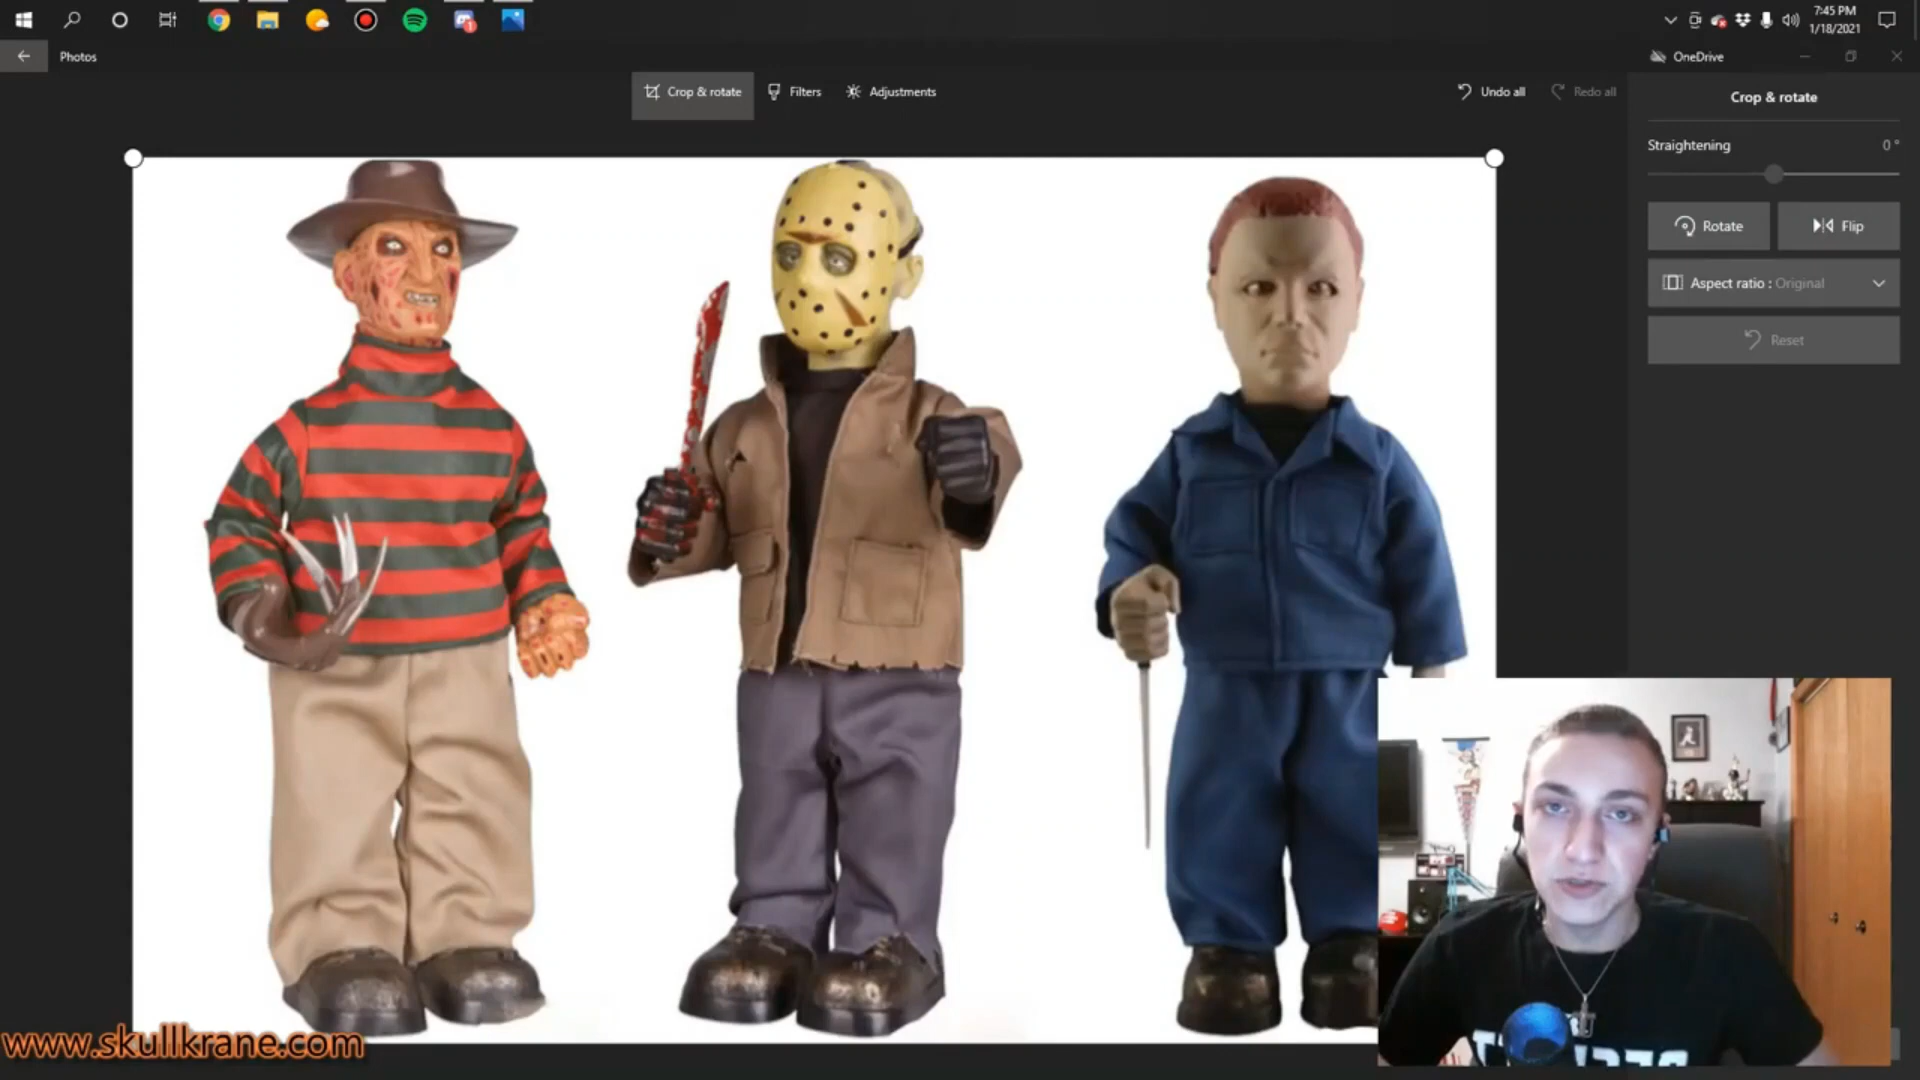 7:45 PM
1/18/2021
Photos
OneDrive
Crop & rotate
Filters
Adjustments
Undo all
Redo all
Crop & rotate
Straightening
0°
Rotate
Flip
Aspect ratio : Original
Reset
www.skullkrane.com